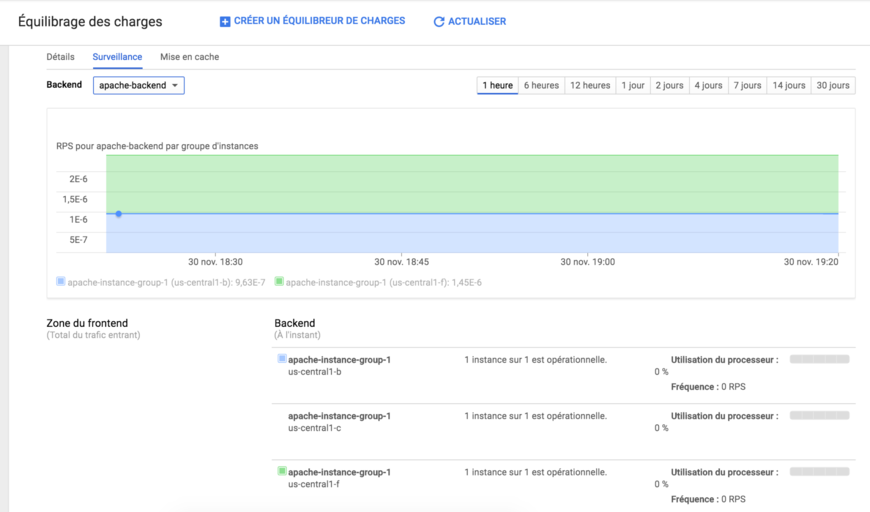 Équilibrage des charges CRÉER UN ÉQUILIBREUR DE CHARGES ACTUALISER
Détails Surveillance Mise en cache
Backend apache-backend 1 heure 6 heures 12 heures 1 jour 2 jours 4 jours 7 jours 14 jours 30 jours
RPS pour apache-backend par groupe d'instances
2E-6
1,5E-6
1E-6
5E-7
30 nov. 18:30 30 nov. 18:45 30 nov. 19:00 30 nov. 19:20
apache-instance-group-1 (us-central1-b): 9,63E-7 apache-instance-group-1 (us-central1-f): 1,45E-6
Zone du frontend Backend
(Total du trafic entrant) (À l'instant)
apache-instance-group-1 1 instance sur 1 est opérationnelle. Utilisation du processeur :
us-central1-b 0 %
Fréquence : 0 RPS
apache-instance-group-1 1 instance sur 1 est opérationnelle. Utilisation du processeur :
us-central1-c 0 %
apache-instance-group-1 1 instance sur 1 est opérationnelle. Utilisation du processeur :
us-central1-f 0 %
Fréquence : 0 RPS